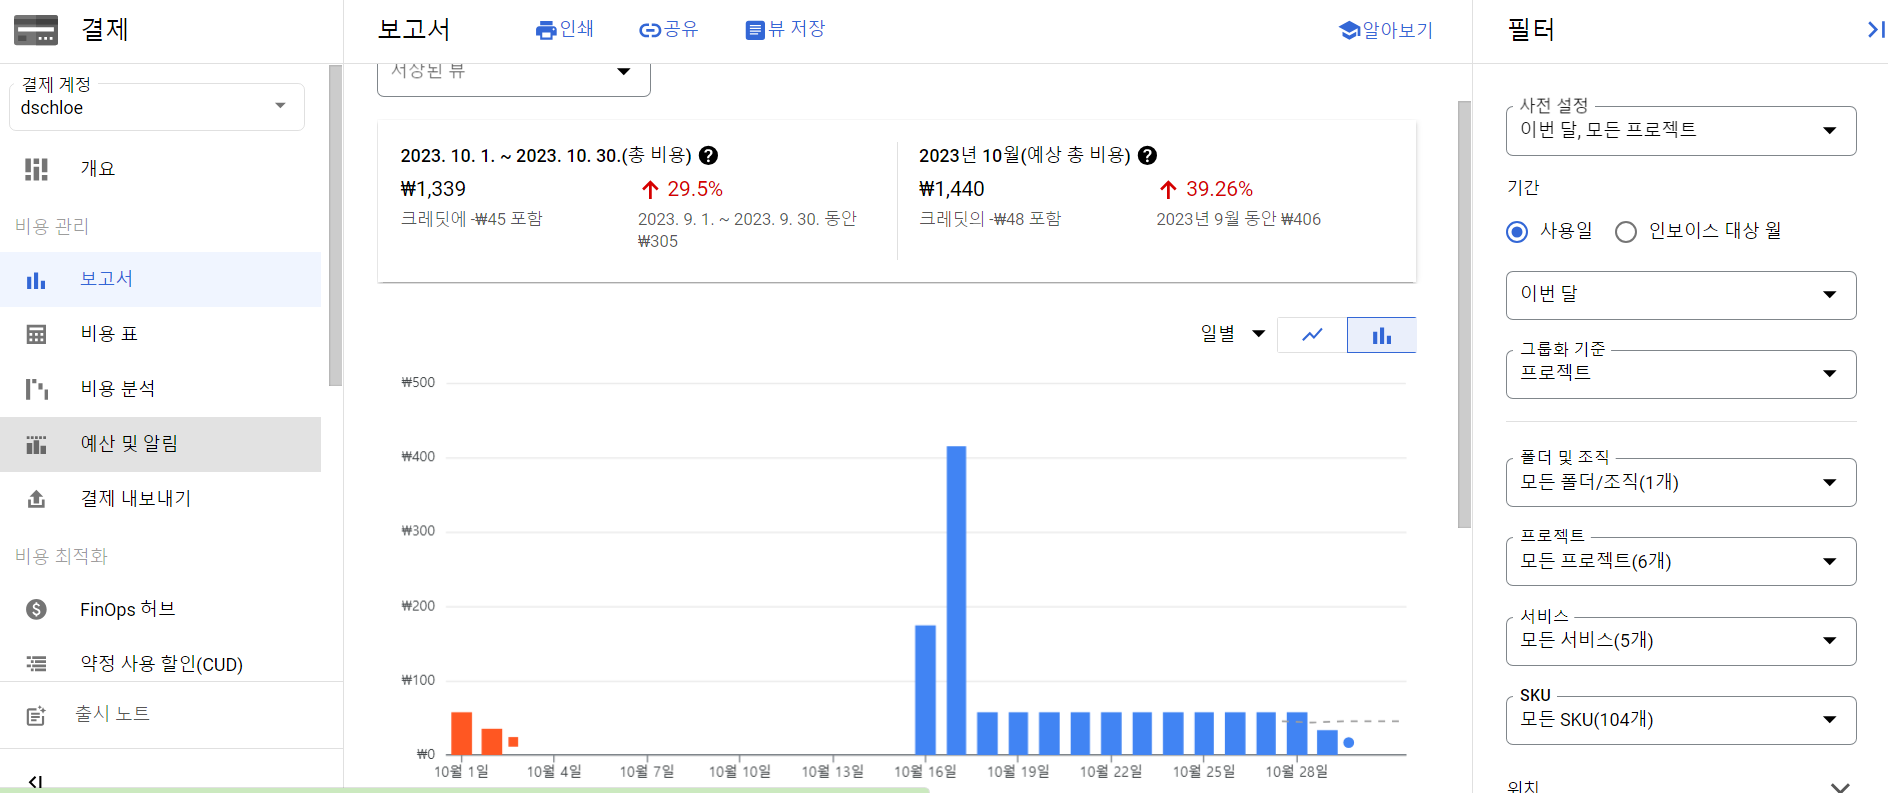 결제
보고서
인쇄
공유
뷰 저장
알아보기
필터
결제 계정
dschloe
개요
비용 관리
보고서
비용 표
비용 분석
예산 및 알림
결제 내보내기
비용 최적화
FinOps 허브
약정 사용 할인(CUD)
출시 노트
저장된 뷰
2023. 10. 1. ~ 2023. 10. 30.(총 비용)
₩1,339
29.5%
크레딧에 -₩45 포함
2023. 9. 1. ~ 2023. 9. 30. 동안
₩305
2023년 10월(예상 총 비용)
₩1,440
39.26%
크레딧의 -₩48 포함
2023년 9월 동안 ₩406
일별
₩500
₩400
₩300
₩200
₩100
₩0
10월 1일
10월 4일
10월 7일
10월 10일
10월 13일
10월 16일
10월 19일
10월 22일
10월 25일
10월 28일
사전 설정
이번 달, 모든 프로젝트
기간
사용일
인보이스 대상 월
이번 달
그룹화 기준
프로젝트
폴더 및 조직
모든 폴더/조직(1개)
프로젝트
모든 프로젝트(6개)
서비스
모든 서비스(5개)
SKU
모든 SKU(104개)
위치